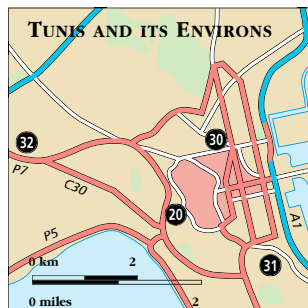 TUNIS AND ITS ENVIRONS
32
30
P7
C30
20
A1
P5
31
0 km 2
0 miles 2